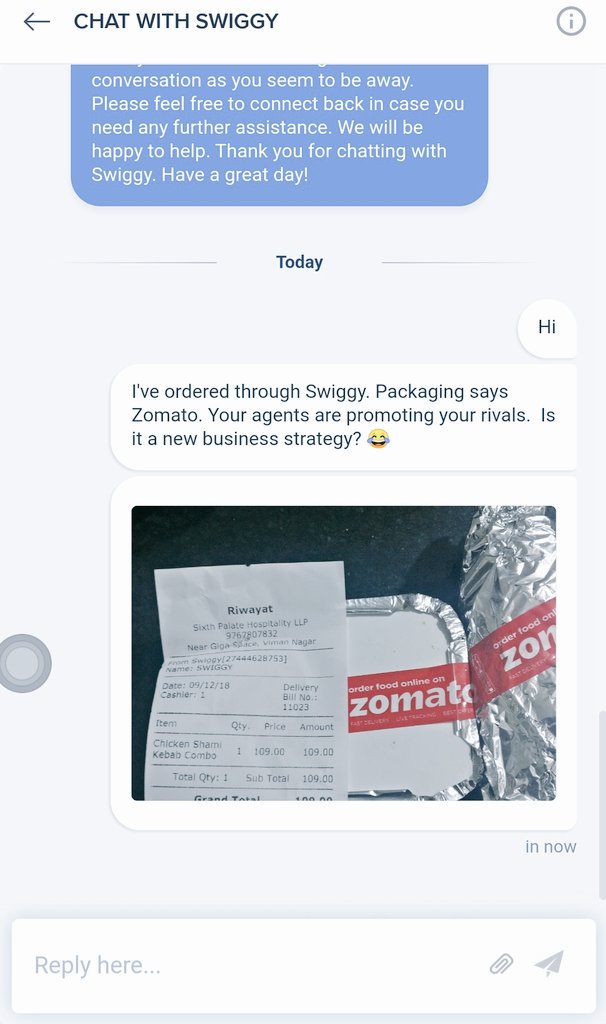 CHAT WITH SWIGGY
conversation as you seem to be away.
Please feel free to connect back in case you
need any further assistance. We will be
happy to help. Thank you for chatting with
Swiggy. Have a great day!
Today
Hi
I've ordered through Swiggy. Packaging says
Zomato. Your agents are promoting your rivals. Is
it a new business strategy? 😂
Riwayat
Sixth Palate Hospitality LLP
9767807832
Near Giga Space, Viman Nagar
From Swiggy[27444628753]
Name: SWIGGY
Date: 09/12/18 Delivery
Cashier: 1 Bill No.:
11023
Item Qty. Price Amount
Chicken Shami 1 109.00 109.00
Kebab Combo
Total Qty: 1 Sub Total 109.00
Grand Total 109.00
order food online on
zomato
FAST DELIVERY LIVE TRACKING BEST OFFER
order food onl
zon
FAST DELIVERY
in now
Reply here...